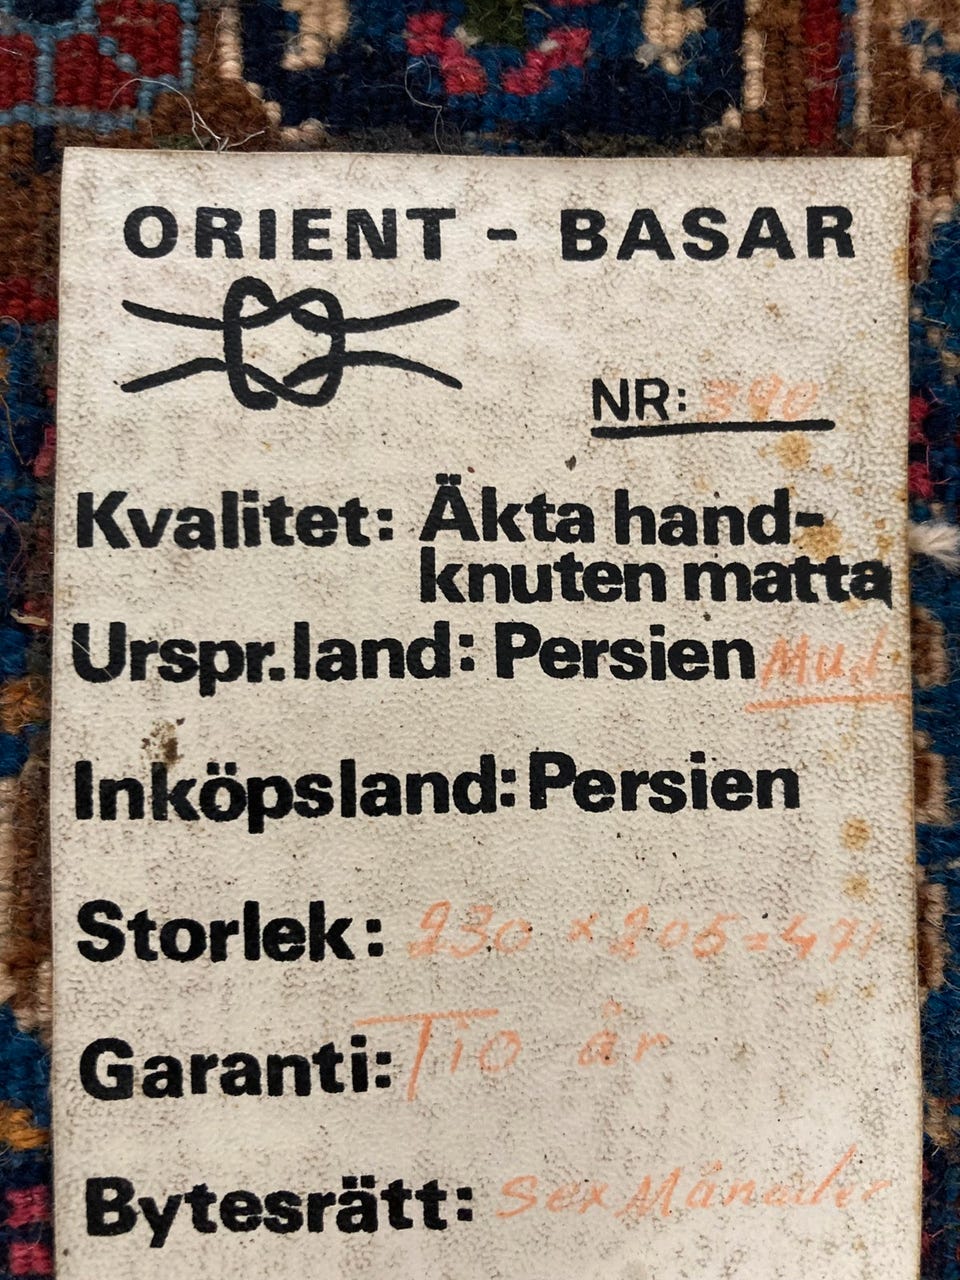 ORIENT - BASAR
NR: 390
Kvalitet: Äkta hand-
knuten matta
Urspr.land: Persien Mud
Inköpsland: Persien
Storlek: 230 x 205 = 471
Garanti: Tio år
Bytesrätt: Sex Månader